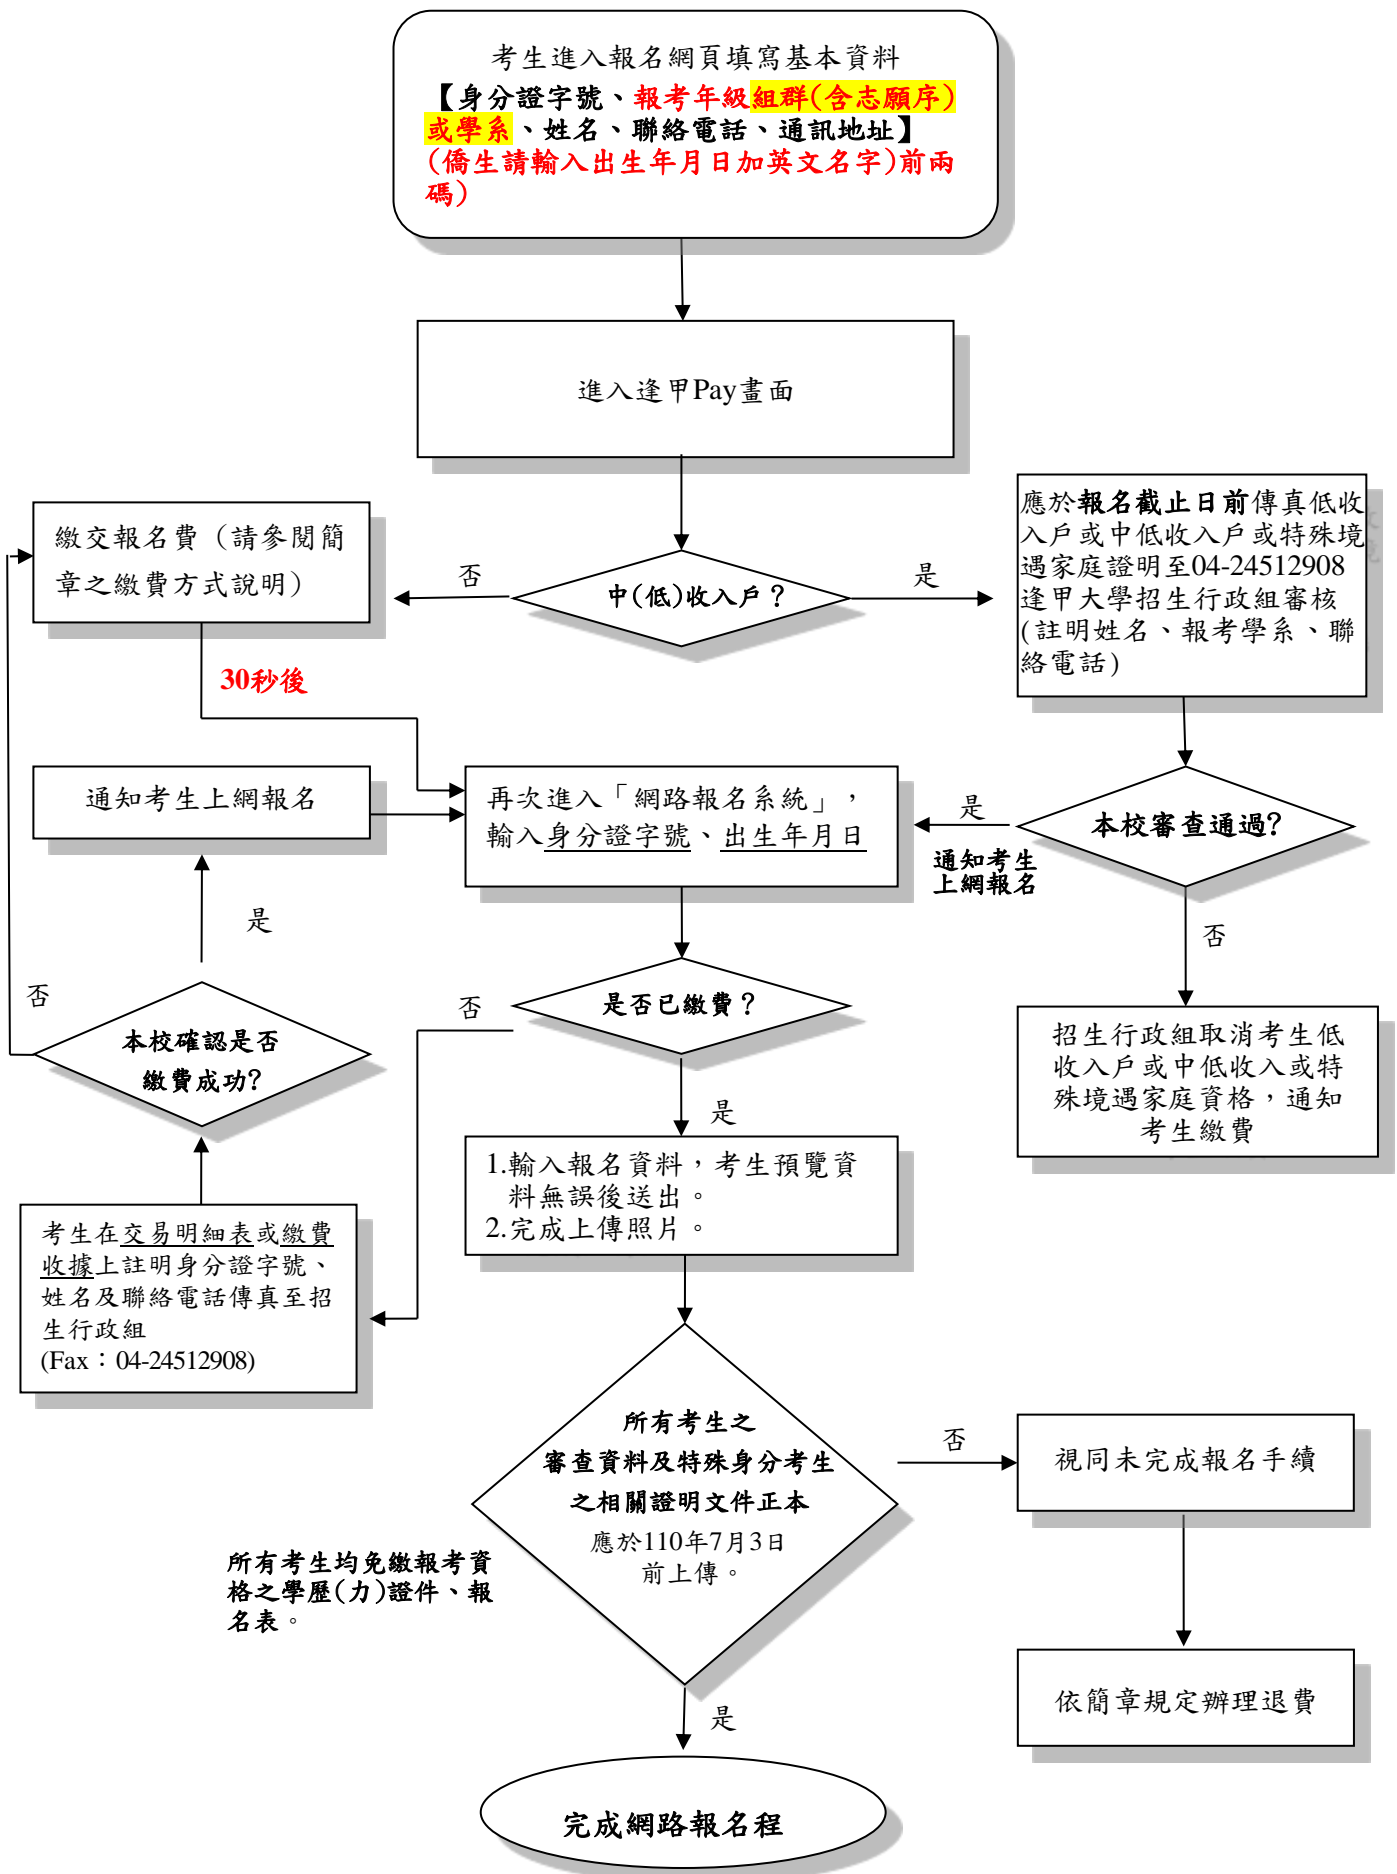 考生進入報名網頁填寫基本資料
【身分證字號、報考年級組群(含志願序)
或學系、姓名、聯絡電話、通訊地址】
(僑生請輸入出生年月日加英文名字)前兩
碼)
進入逢甲Pay畫面
繳交報名費（請參閱簡
章之繳費方式說明）
否
中(低)收入戶？
是
應於報名截止日前傳真低收
入戶或中低收入戶或特殊境
遇家庭證明至04-24512908
逢甲大學招生行政組審核
(註明姓名、報考學系、聯
絡電話)
30秒後
通知考生上網報名
再次進入「網路報名系統」，
輸入身分證字號、出生年月日
是
通知考生
上網報名
本校審查通過?
是
否
否
本校確認是否
繳費成功?
否
是否已繳費？
是
招生行政組取消考生低
收入戶或中低收入或特
殊境遇家庭資格，通知
考生繳費
1.輸入報名資料，考生預覽資
料無誤後送出。
2.完成上傳照片。
考生在交易明細表或繳費
收據上註明身分證字號、
姓名及聯絡電話傳真至招
生行政組
(Fax：04-24512908)
所有考生之
審查資料及特殊身分考生
之相關證明文件正本
應於110年7月3日
前上傳。
否
視同未完成報名手續
所有考生均免繳報考資
格之學歷(力)證件、報
名表。
依簡章規定辦理退費
是
完成網路報名程